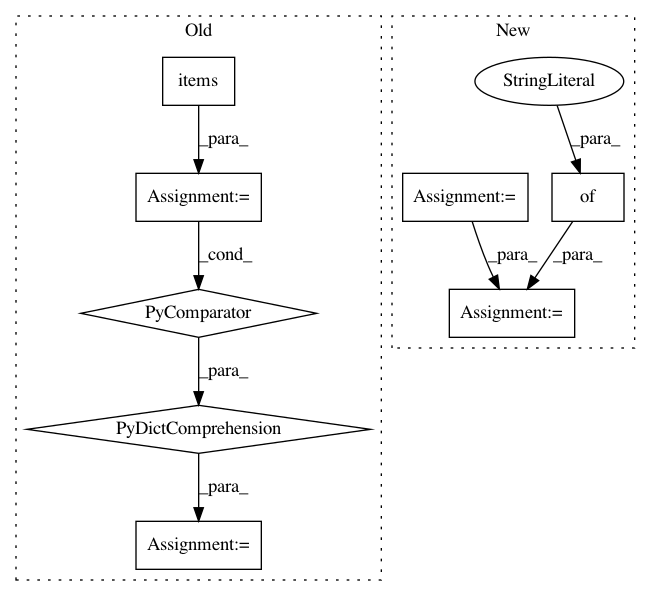 Old
New
items
StringLiteral
_para_
_para_
Assignment:=
Assignment:=
of
_cond_
_para_
_para_
PyComparator
Assignment:=
_para_
PyDictComprehension
_para_
Assignment:=